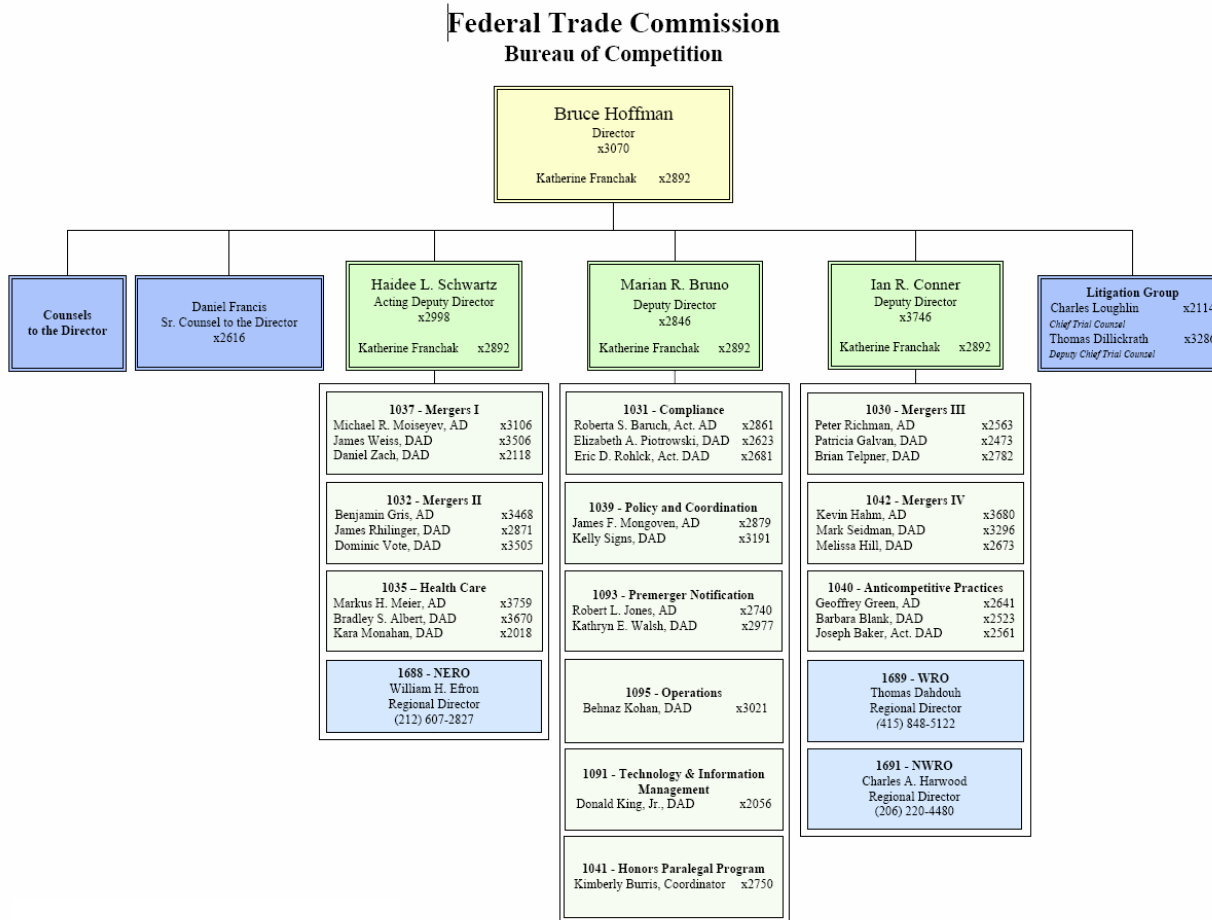 Federal Trade Commission
Bureau of Competition
Bruce Hoffman
Director
x3070
Katherine Franchak x2892
Counsels
to the Director
Daniel Francis
Sr. Counsel to the Director
x2616
Haidee L. Schwartz
Acting Deputy Director
x2998
Katherine Franchak x2892
Marian R. Bruno
Deputy Director
x2846
Katherine Franchak x2892
Ian R. Conner
Deputy Director
x3746
Katherine Franchak x2892
Litigation Group
Charles Loughlin x2114
Chief Trial Counsel
Thomas Dillickrath x3286
Deputy Chief Trial Counsel
1037 - Mergers I
Michael R. Moiseyev, AD x3106
James Weiss, DAD x3506
Daniel Zach, DAD x2118
1032 - Mergers II
Benjamin Gris, AD x3468
James Rhilinger, DAD x2871
Dominic Vote, DAD x3505
1035 – Health Care
Markus H. Meier, AD x3759
Bradley S. Albert, DAD x3670
Kara Monahan, DAD x2018
1688 - NERO
William H. Efron
Regional Director
(212) 607-2827
1031 - Compliance
Roberta S. Baruch, Act. AD x2861
Elizabeth A. Piotrowski, DAD x2623
Eric D. Rohlck, Act. DAD x2681
1039 - Policy and Coordination
James F. Mongoven, AD x2879
Kelly Signs, DAD x3191
1093 - Premerger Notification
Robert L. Jones, AD x2740
Kathryn E. Walsh, DAD x2977
1095 - Operations
Behnaz Kohan, DAD x3021
1091 - Technology & Information
Management
Donald King, Jr., DAD x2056
1041 - Honors Paralegal Program
Kimberly Burris, Coordinator x2750
1030 - Mergers III
Peter Richman, AD x2563
Patricia Galvan, DAD x2473
Brian Telpner, DAD x2782
1042 - Mergers IV
Kevin Hahm, AD x3680
Mark Seidman, DAD x3296
Melissa Hill, DAD x2673
1040 - Anticompetitive Practices
Geoffrey Green, AD x2641
Barbara Blank, DAD x2523
Joseph Baker, Act. DAD x2561
1689 - WRO
Thomas Dahdouh
Regional Director
(415) 848-5122
1691 - NWRO
Charles A. Harwood
Regional Director
(206) 220-4480